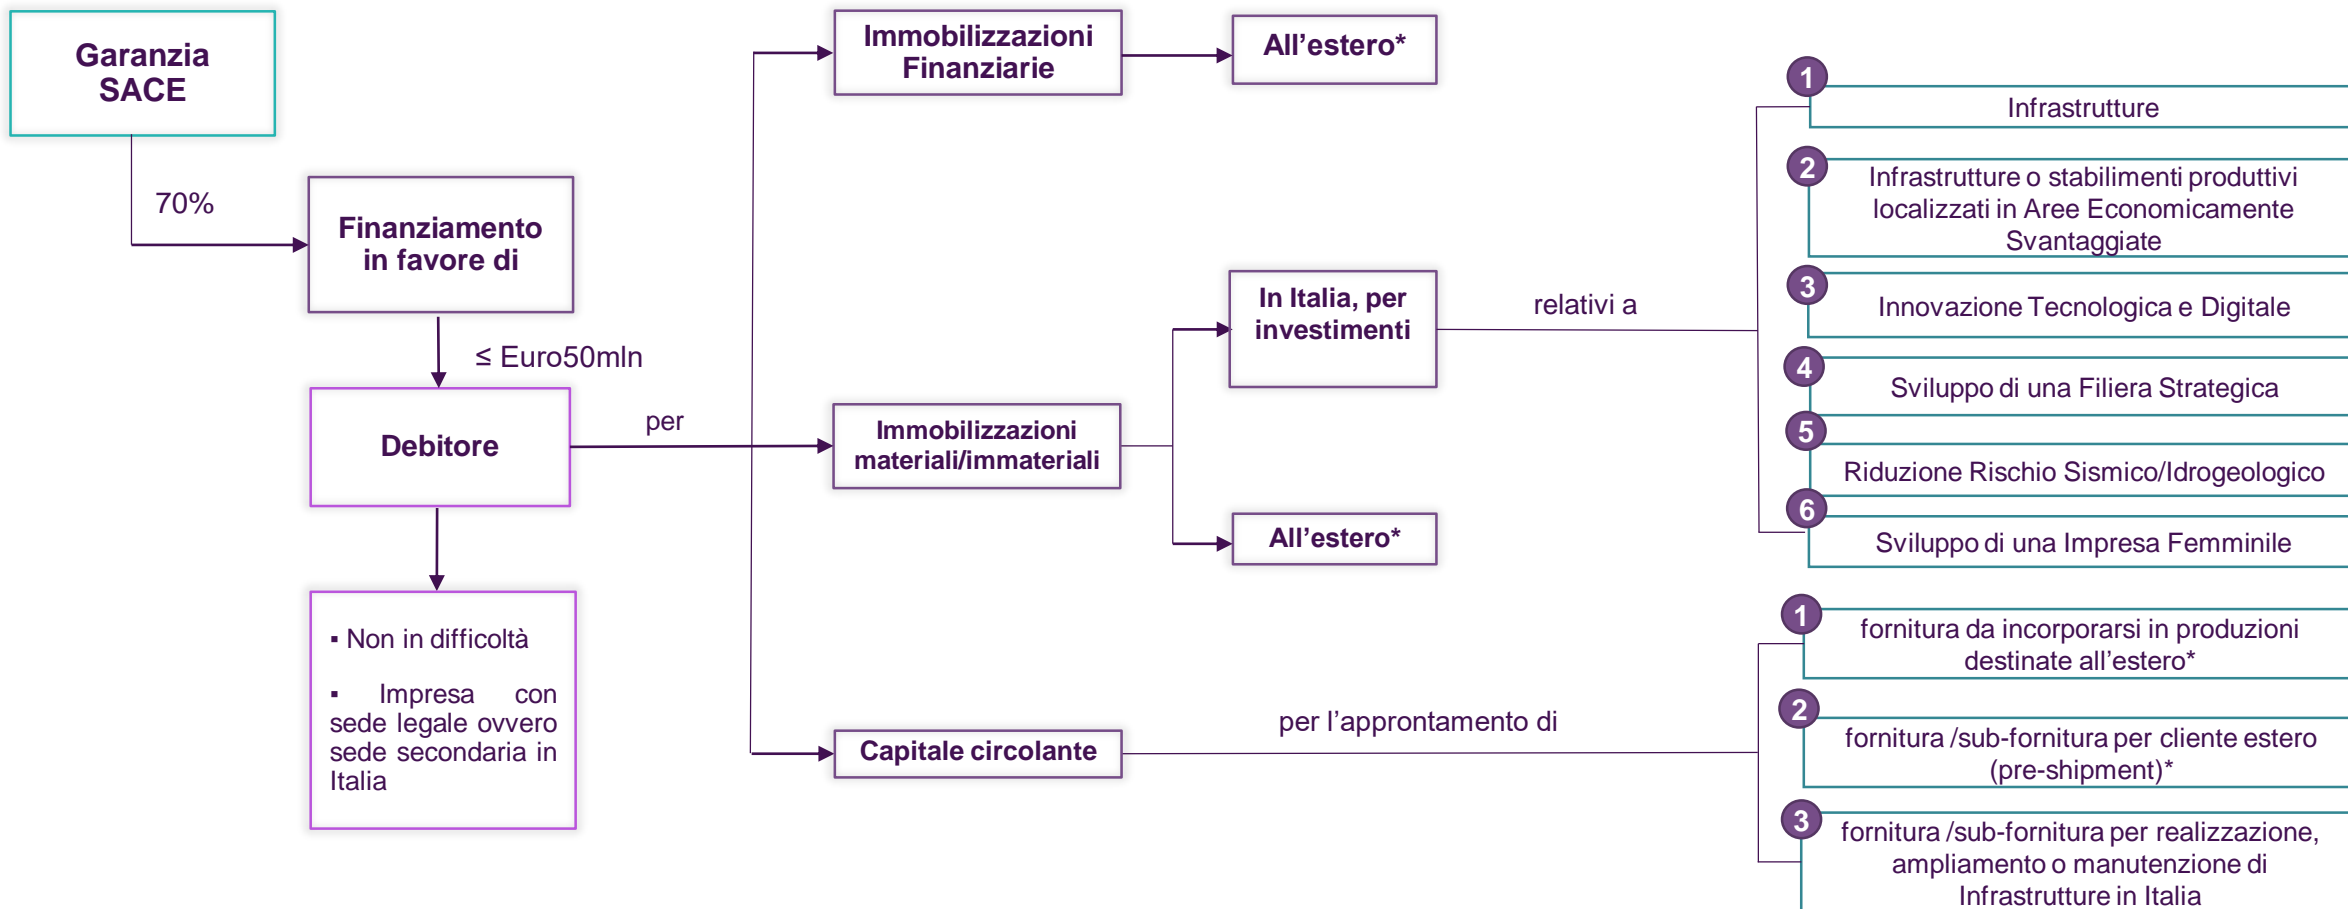 Garanzia
SACE
70%
Finanziamento
in favore di
≤ Euro50mln
Debitore
▪ Non in difficoltà
▪ Impresa con
sede legale ovvero
sede secondaria in
Italia
per
Immobilizzazioni
Finanziarie
All'estero*
Immobilizzazioni
materiali/immateriali
In Italia, per
investimenti
All'estero*
relativi a
1
Infrastrutture
2
Infrastrutture o stabilimenti produttivi
localizzati in Aree Economicamente
Svantaggiate
3
Innovazione Tecnologica e Digitale
4
Sviluppo di una Filiera Strategica
5
Riduzione Rischio Sismico/Idrogeologico
6
Sviluppo di una Impresa Femminile
Capitale circolante
per l'approntamento di
1
fornitura da incorporarsi in produzioni
destinate all'estero*
2
fornitura /sub-fornitura per cliente estero
(pre-shipment)*
3
fornitura /sub-fornitura per realizzazione,
ampliamento o manutenzione di
Infrastrutture in Italia